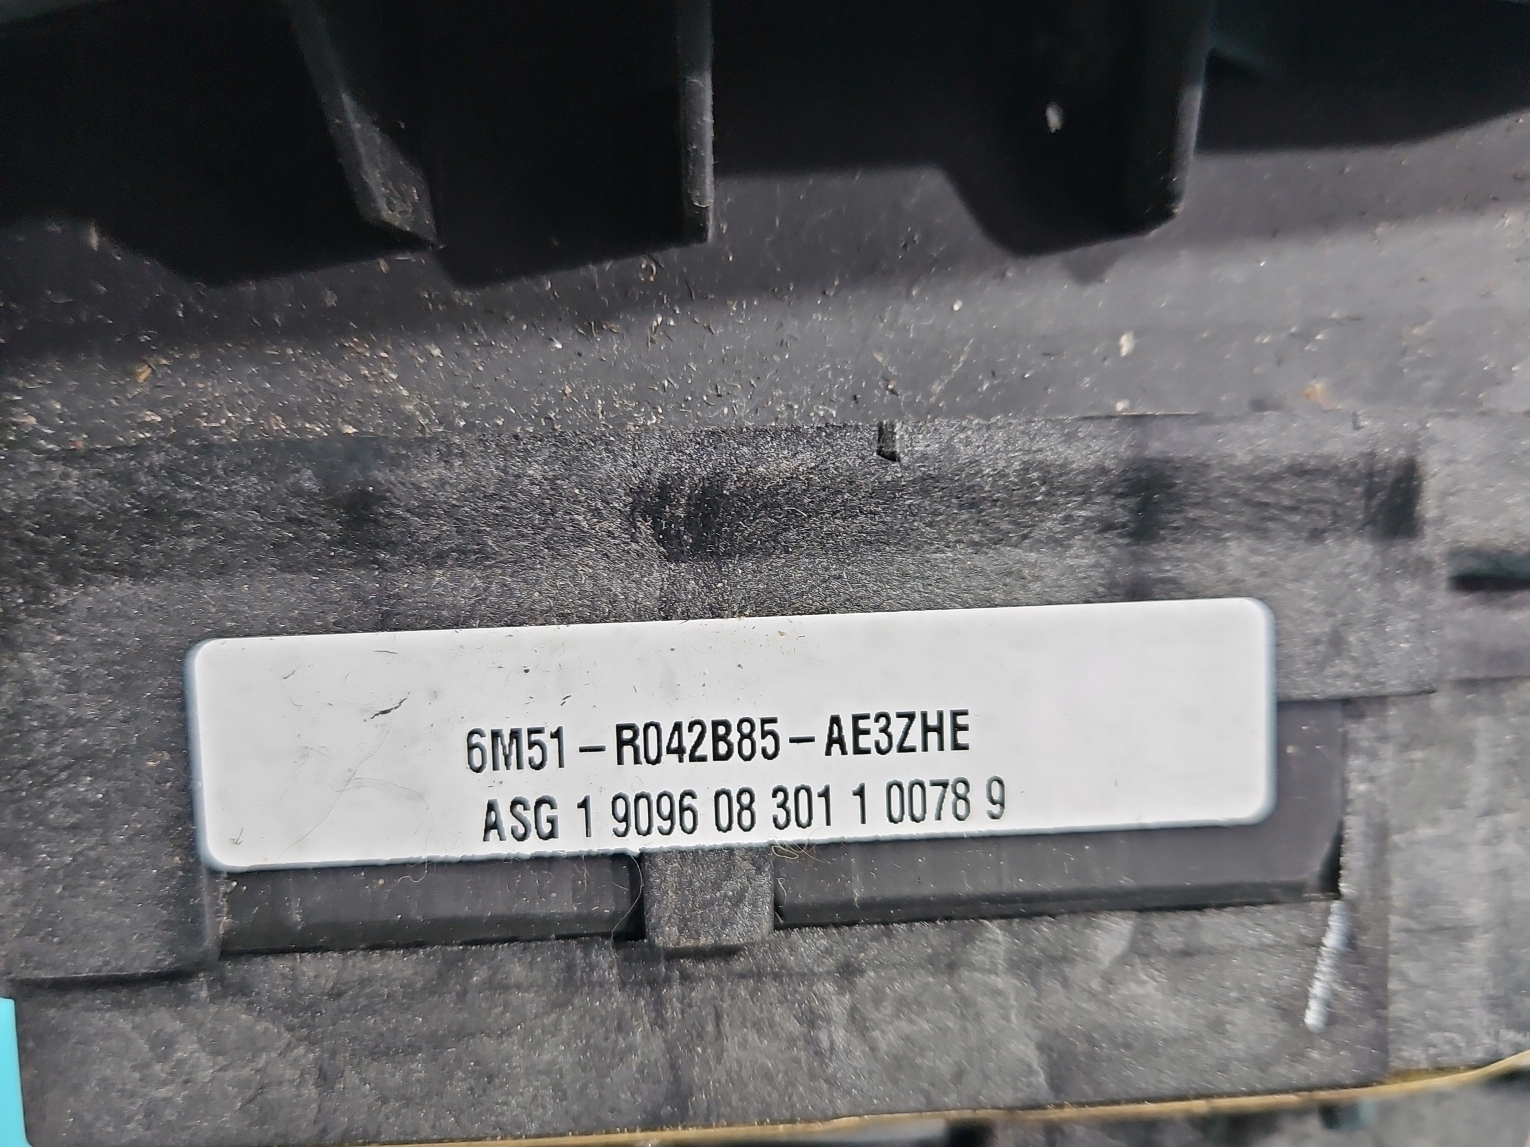 6M51-R042B85-AE3ZHE
ASG 1 9096 08 301 1 0078 9